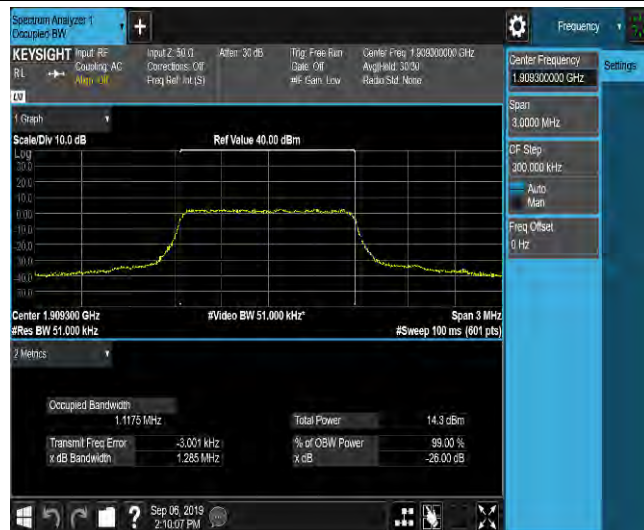 Spectrum Analyzer 1
Occupied BW
+
Frequency
KEYSIGHT Input: RF Input Z: 50 Ω Atten: 30 dB Trig: Free Run Center Freq: 1.909300000 GHz
RL Coupling: AC Corrections: Off Gate: Off Avg|Hold: 30/30
Align: Off Freq Ref: Int (S) #IF Gain: Low Radio Std: None
LXI
Center Frequency
1.909300000 GHz
Settings
Span
3.0000 MHz
CF Step
300.000 kHz
Auto
Man
Freq Offset
0 Hz
1 Graph
Scale/Div 10.0 dB Ref Value 40.00 dBm
Log
30.0
20.0
10.0
0.00
-10.0
-20.0
-30.0
-40.0
-50.0
Center 1.909300 GHz #Video BW 51.000 kHz* Span 3 MHz
#Res BW 51.000 kHz #Sweep 100 ms (601 pts)
2 Metrics
Occupied Bandwidth
1.1175 MHz Total Power 14.3 dBm
Transmit Freq Error -3.001 kHz % of OBW Power 99.00 %
x dB Bandwidth 1.285 MHz x dB -26.00 dB
? Sep 06, 2019
2:10:07 PM